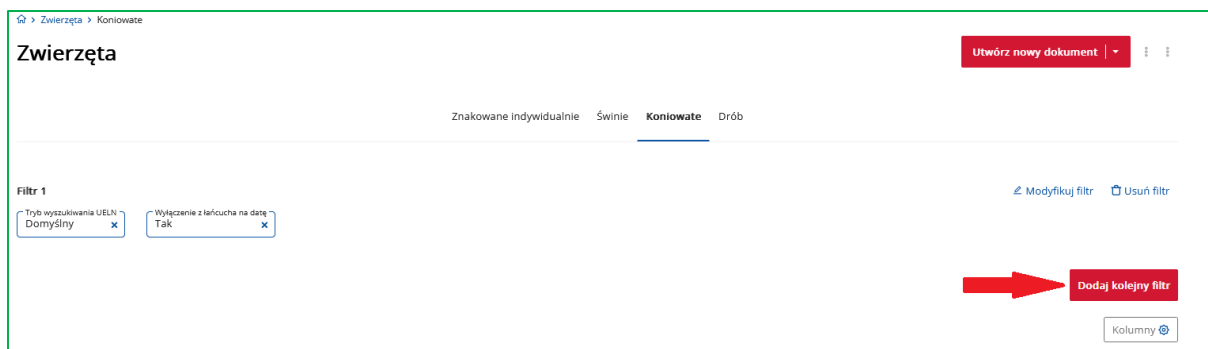 > Zwierzęta > Koniowate
Zwierzęta
Utwórz nowy dokument
Znakowane indywidualnie Świnie Koniowate Drób
Filtr 1
Modyfikuj filtr Usuń filtr
Tryb wyszukiwania UELN Wyłączenie z łańcucha na datę
Domyślny x Tak x
Dodaj kolejny filtr
Kolumny